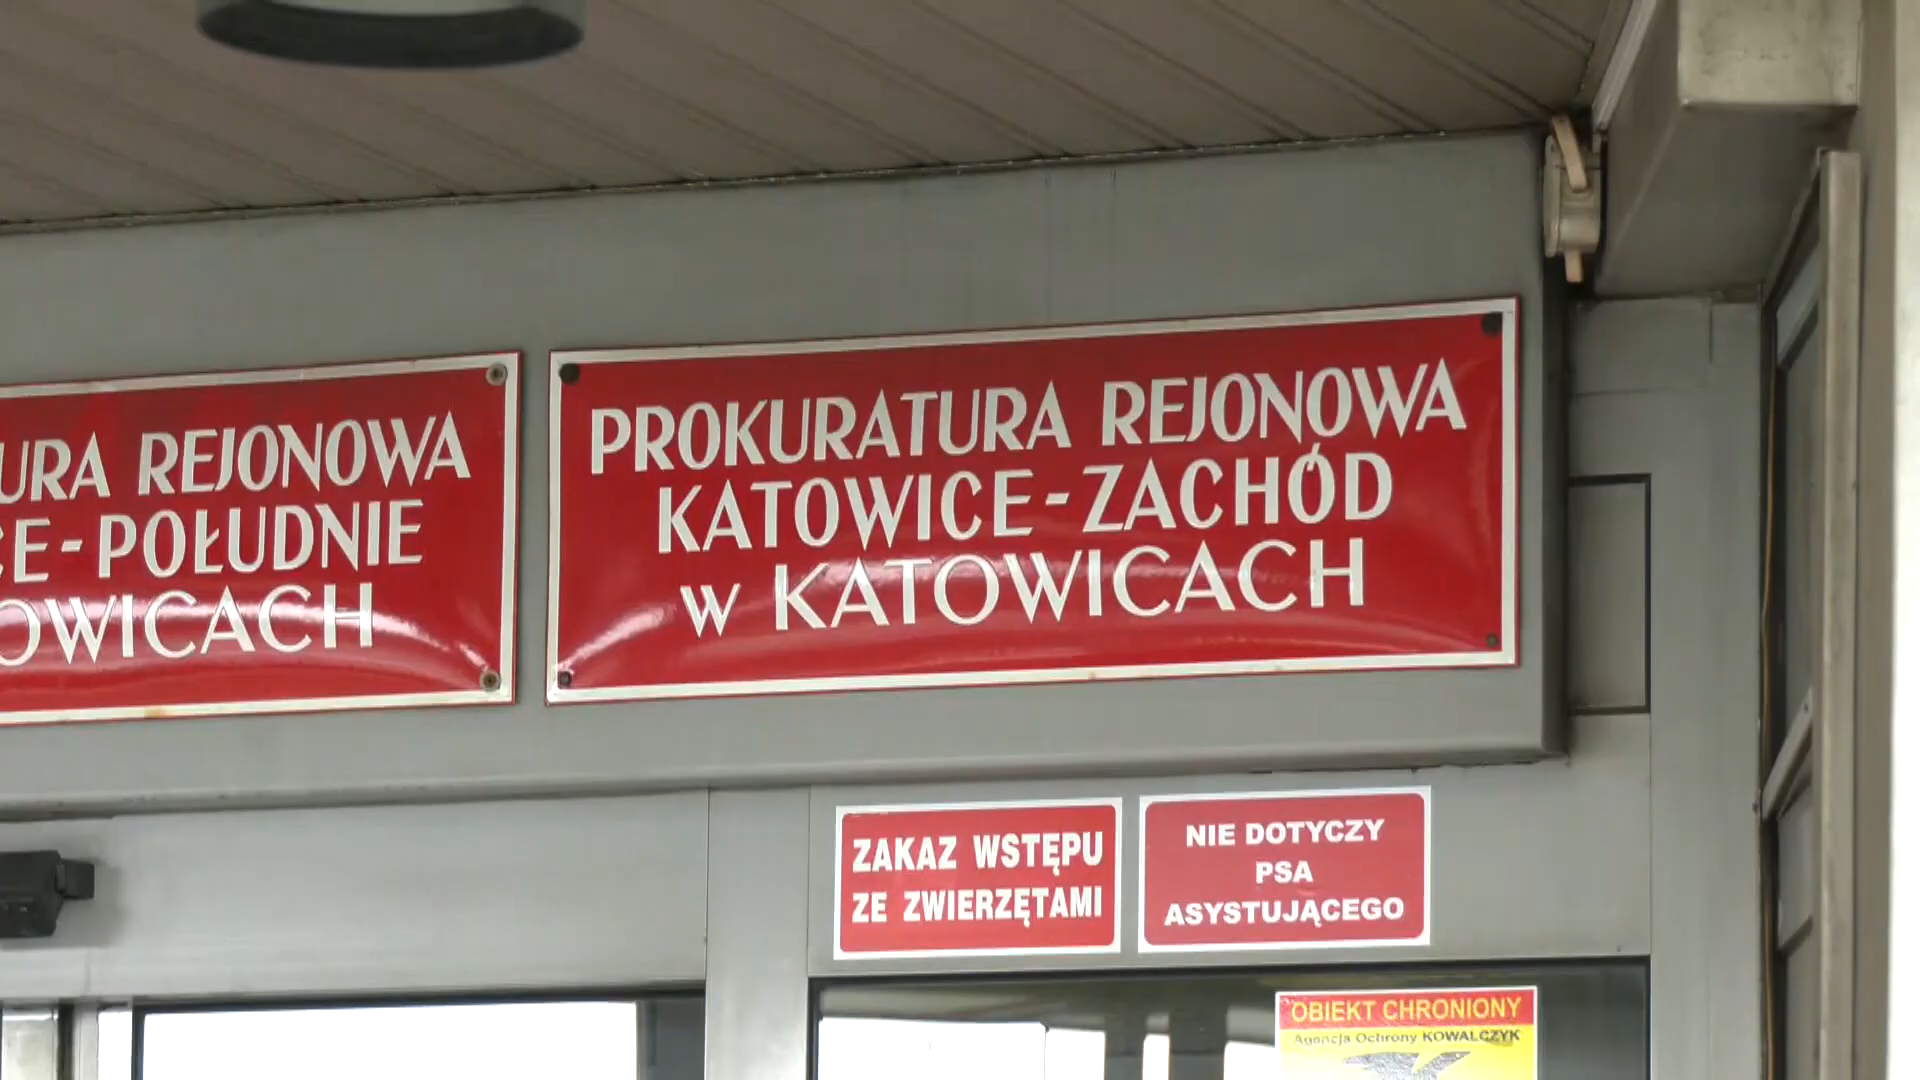 URA REJONOWA
CE-POŁUDNIE
OWICACH
PROKURATURA REJONOWA
KATOWICE-ZACHÓD
w KATOWICACH
ZAKAZ WSTĘPU
ZE ZWIERZĘTAMI
NIE DOTYCZY
PSA
ASYSTUJĄCEGO
OBIEKT CHRONIONY
Agencja Ochrony KOWALCZYK